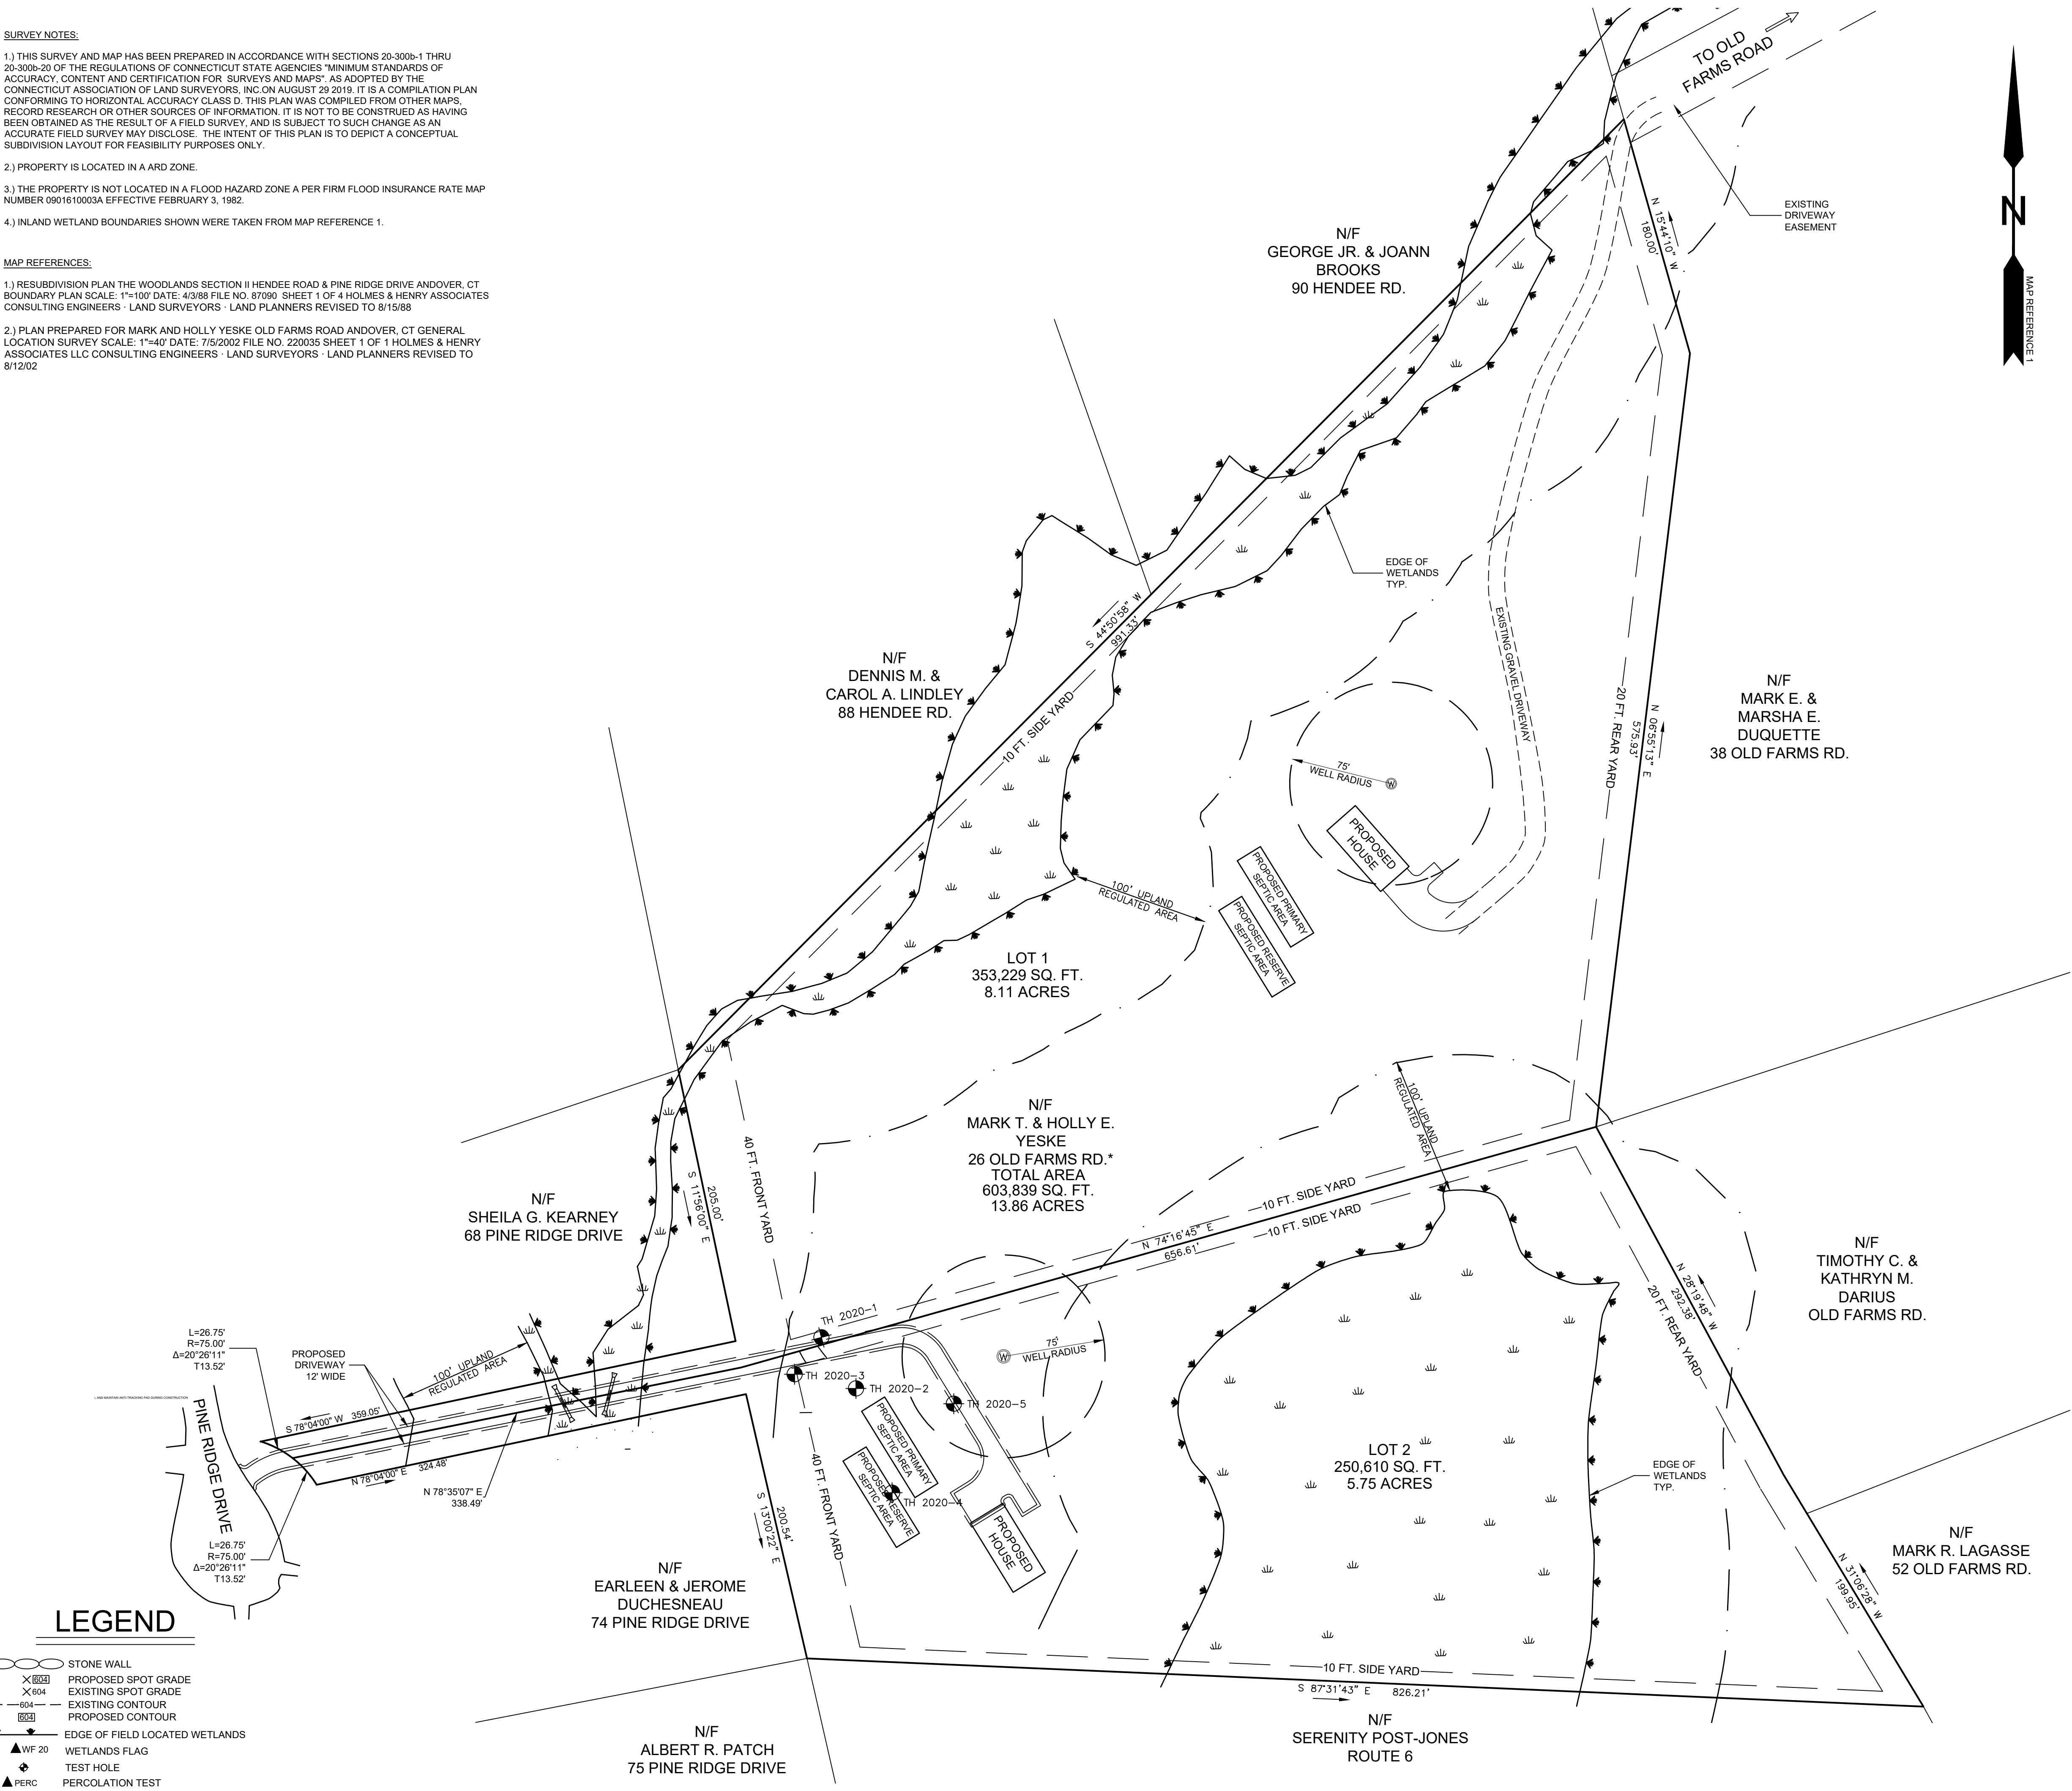 SURVEY NOTES:
1.) THIS SURVEY AND MAP HAS BEEN PREPARED IN ACCORDANCE WITH SECTIONS 20-300b-1 THRU
20-300b-20 OF THE REGULATIONS OF CONNECTICUT STATE AGENCIES "MINIMUM STANDARDS OF
ACCURACY, CONTENT AND CERTIFICATION FOR SURVEYS AND MAPS". AS ADOPTED BY THE
CONNECTICUT ASSOCIATION OF LAND SURVEYORS, INC.ON AUGUST 29 2019. IT IS A COMPILATION PLAN
CONFORMING TO HORIZONTAL ACCURACY CLASS D. THIS PLAN WAS COMPILED FROM OTHER MAPS,
RECORD RESEARCH OR OTHER SOURCES OF INFORMATION. IT IS NOT TO BE CONSTRUED AS HAVING
BEEN OBTAINED AS THE RESULT OF A FIELD SURVEY, AND IS SUBJECT TO SUCH CHANGE AS AN
ACCURATE FIELD SURVEY MAY DISCLOSE. THE INTENT OF THIS PLAN IS TO DEPICT A CONCEPTUAL
SUBDIVISION LAYOUT FOR FEASIBILITY PURPOSES ONLY.
2.) PROPERTY IS LOCATED IN A ARD ZONE.
3.) THE PROPERTY IS NOT LOCATED IN A FLOOD HAZARD ZONE A PER FIRM FLOOD INSURANCE RATE MAP
NUMBER 0901610003A EFFECTIVE FEBRUARY 3, 1982.
4.) INLAND WETLAND BOUNDARIES SHOWN WERE TAKEN FROM MAP REFERENCE 1.
MAP REFERENCES:
1.) RESUBDIVISION PLAN THE WOODLANDS SECTION II HENDEE ROAD & PINE RIDGE DRIVE ANDOVER, CT
BOUNDARY PLAN SCALE: 1"=100' DATE: 4/3/88 FILE NO. 87090 SHEET 1 OF 4 HOLMES & HENRY ASSOCIATES
CONSULTING ENGINEERS · LAND SURVEYORS · LAND PLANNERS REVISED TO 8/15/88
2.) PLAN PREPARED FOR MARK AND HOLLY YESKE OLD FARMS ROAD ANDOVER, CT GENERAL
LOCATION SURVEY SCALE: 1"=40' DATE: 7/5/2002 FILE NO. 220035 SHEET 1 OF 1 HOLMES & HENRY
ASSOCIATES LLC CONSULTING ENGINEERS · LAND SURVEYORS · LAND PLANNERS REVISED TO
8/12/02
TO OLD
FARMS ROAD
N
MAP REFERENCE 1
EXISTING
DRIVEWAY
EASEMENT
N 15°44'10" W
180.00'
N/F
GEORGE JR. & JOANN
BROOKS
90 HENDEE RD.
EDGE OF
WETLANDS
TYP.
EXISTING GRAVEL DRIVEWAY
S 44°50'58" W
991.33'
10 FT. SIDE YARD
N/F
DENNIS M. &
CAROL A. LINDLEY
88 HENDEE RD.
20 FT. REAR YARD
N 06°55'13" E
575.93'
N/F
MARK E. &
MARSHA E.
DUQUETTE
38 OLD FARMS RD.
75'
WELL RADIUS
W
PROPOSED
HOUSE
PROPOSED PRIMARY
SEPTIC AREA
PROPOSED RESERVE
SEPTIC AREA
100' UPLAND
REGULATED AREA
LOT 1
353,229 SQ. FT.
8.11 ACRES
N/F
MARK T. & HOLLY E.
YESKE
26 OLD FARMS RD.*
TOTAL AREA
603,839 SQ. FT.
13.86 ACRES
100' UPLAND
REGULATED AREA
40 FT. FRONT YARD
205.00'
S 11°56'00" E
N/F
SHEILA G. KEARNEY
68 PINE RIDGE DRIVE
10 FT. SIDE YARD
N 74°16'45" E
656.61'
10 FT. SIDE YARD
N/F
TIMOTHY C. &
KATHRYN M.
DARIUS
OLD FARMS RD.
N 28°19'48" W
292.38'
20 FT. REAR YARD
L=26.75'
R=75.00'
Δ=20°26'11"
T13.52'
PROPOSED
DRIVEWAY
12' WIDE
100' UPLAND
REGULATED AREA
TH 2020-1
TH 2020-3
TH 2020-2
TH 2020-5
TH 2020-4
W
75'
WELL RADIUS
S 78°04'00" W 359.05'
N 78°04'00" E 324.48'
N 78°35'07" E
338.49'
PINE RIDGE DRIVE
L=26.75'
R=75.00'
Δ=20°26'11"
T13.52'
PROPOSED PRIMARY
SEPTIC AREA
PROPOSED RESERVE
SEPTIC AREA
PROPOSED
HOUSE
40 FT. FRONT YARD
200.54'
S 13°00'22" E
LOT 2
250,610 SQ. FT.
5.75 ACRES
EDGE OF
WETLANDS
TYP.
N/F
MARK R. LAGASSE
52 OLD FARMS RD.
N 31°06'28" W
199.95'
N/F
EARLEEN & JEROME
DUCHESNEAU
74 PINE RIDGE DRIVE
10 FT. SIDE YARD
S 87°31'43" E 826.21'
N/F
SERENITY POST-JONES
ROUTE 6
N/F
ALBERT R. PATCH
75 PINE RIDGE DRIVE
LEGEND
STONE WALL
604 PROPOSED SPOT GRADE
604 EXISTING SPOT GRADE
604 EXISTING CONTOUR
604 PROPOSED CONTOUR
EDGE OF FIELD LOCATED WETLANDS
WF 20 WETLANDS FLAG
TEST HOLE
PERC PERCOLATION TEST